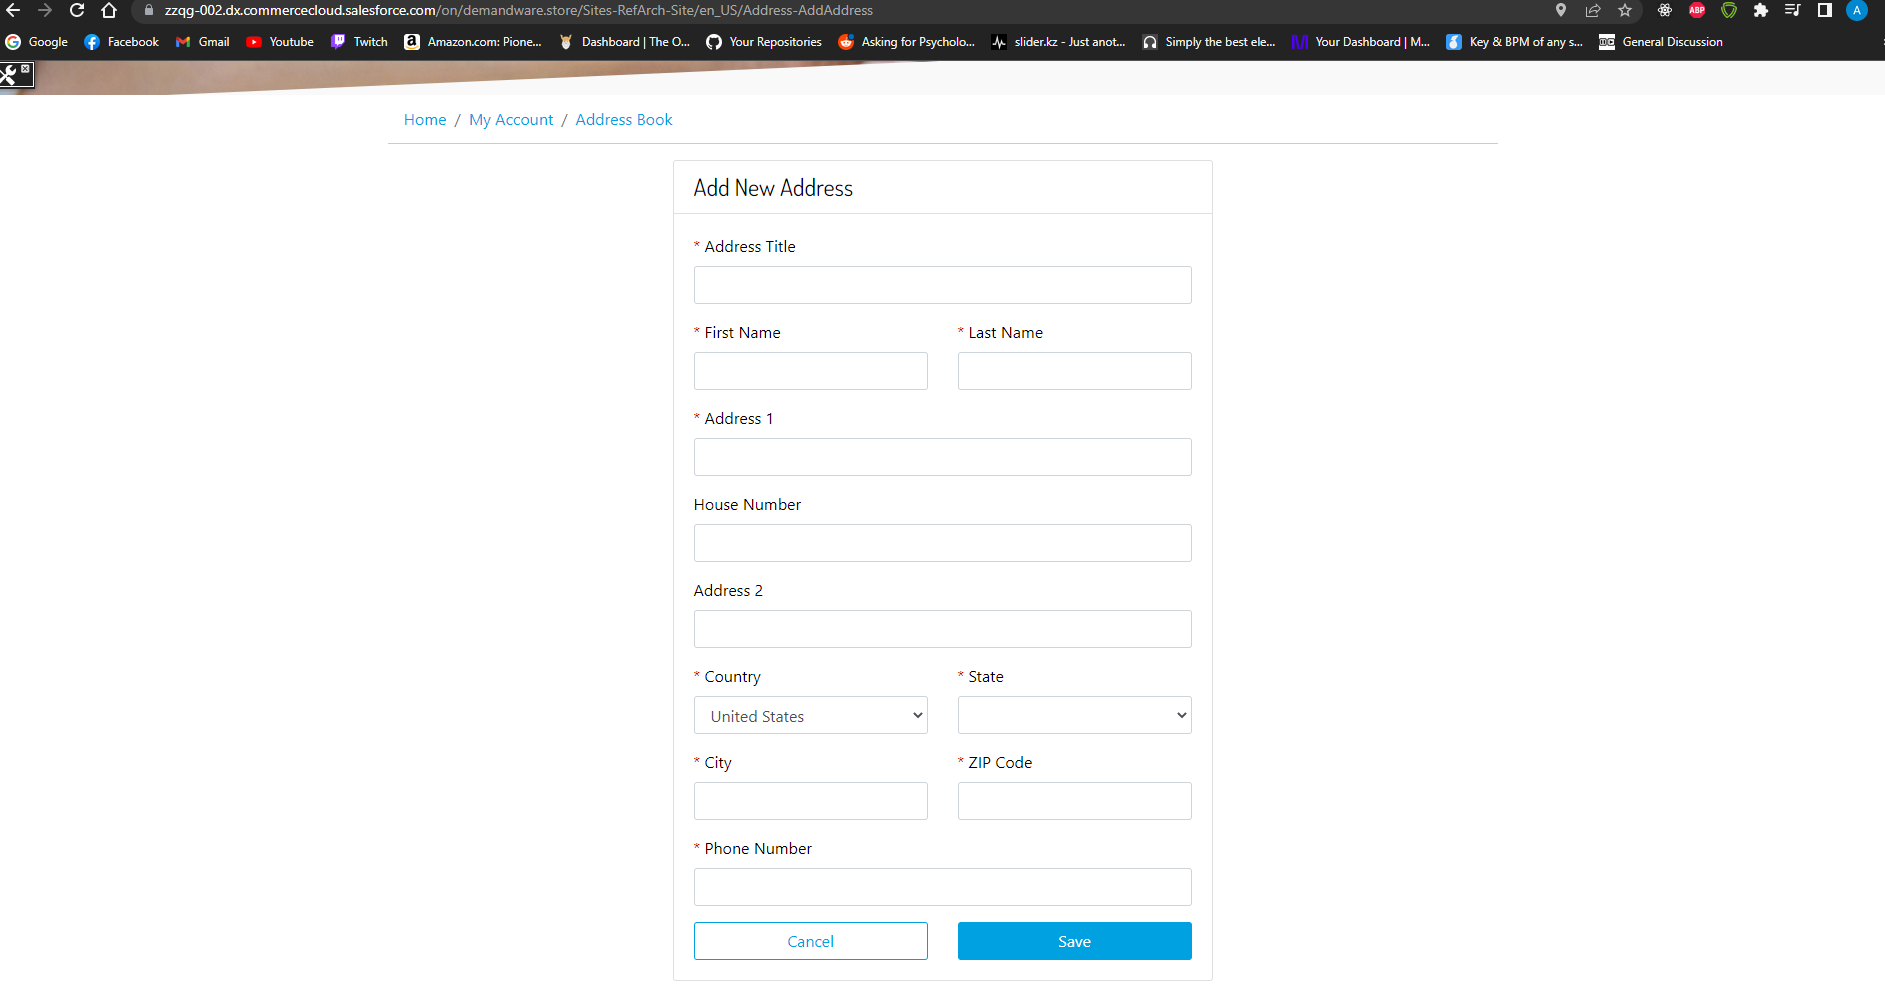 zzqg-002.dx.commercecloud.salesforce.com/on/demandware.store/Sites-RefArch-Site/en_US/Address-AddAddress
ABP
A
Google Facebook Gmail Youtube Twitch Amazon.com: Pione... Dashboard | The O... Your Repositories Asking for Psycholo... slider.kz - Just anot... Simply the best ele... Your Dashboard | M... Key & BPM of any s... General Discussion
Home / My Account / Address Book
Add New Address
* Address Title
* First Name * Last Name
* Address 1
House Number
Address 2
* Country * State
United States
* City * ZIP Code
* Phone Number
Cancel Save